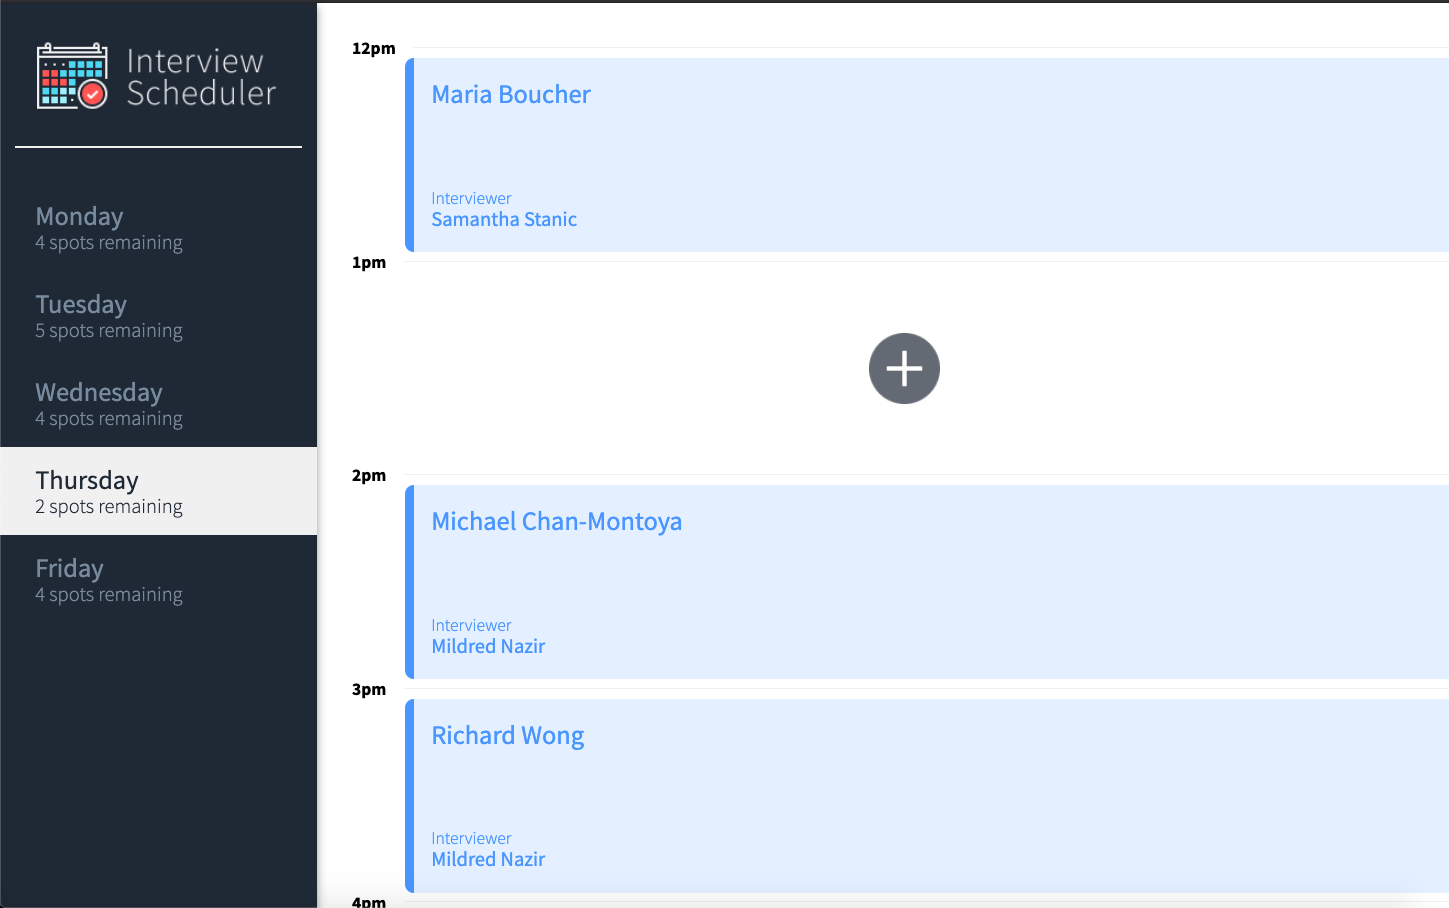 Interview
Scheduler
Monday
4 spots remaining
Tuesday
5 spots remaining
Wednesday
4 spots remaining
Thursday
2 spots remaining
Friday
4 spots remaining
12pm
Maria Boucher
Interviewer
Samantha Stanic
1pm
2pm
Michael Chan-Montoya
Interviewer
Mildred Nazir
3pm
Richard Wong
Interviewer
Mildred Nazir
4pm